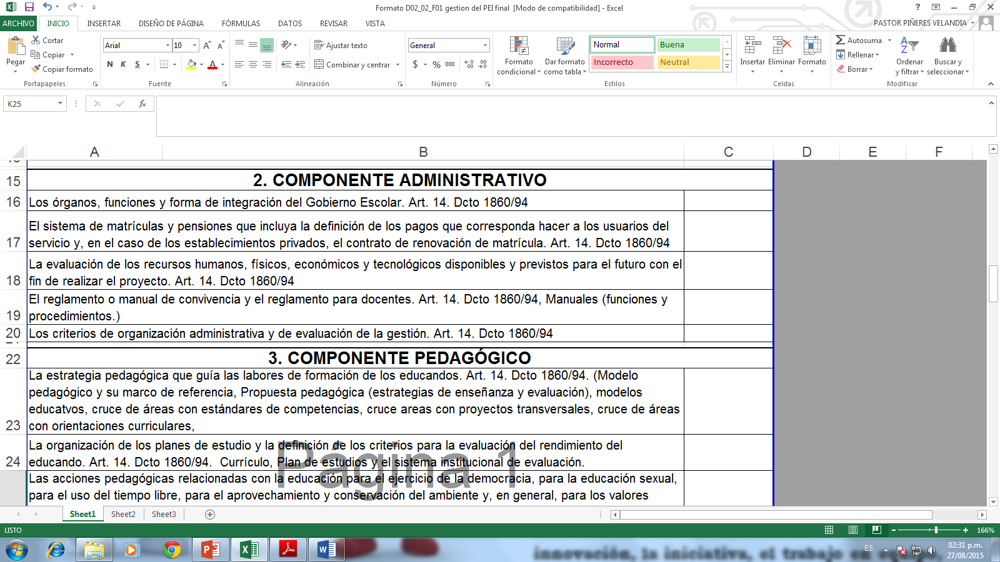 Formato D02_02_F01 gestion del PEI final  [Modo de compatibilidad] - Excel
ARCHIVO INICIO INSERTAR DISEÑO DE PÁGINA FÓRMULAS DATOS REVISAR VISTA PASTOR PIÑERES VELANDIA
Pegar
Cortar
Copiar
Copiar formato
Portapapeles
Arial 10
N K S
A A
A
Fuente
Ajustar texto
Combinar y centrar
Alineación
General
$ % 000
Número
Formato condicional
Dar formato como tabla
Normal Buena
Incorrecto Neutral
Estilos
Insertar Eliminar Formato
Celdas
Autosuma
Rellenar
Borrar
Ordenar y filtrar
Buscar y seleccionar
Modificar
K25 fx
A B C D E F
15 2. COMPONENTE ADMINISTRATIVO
16 Los órganos, funciones y forma de integración del Gobierno Escolar. Art. 14. Dcto 1860/94
El sistema de matrículas y pensiones que incluya la definición de los pagos que corresponda hacer a los usuarios del
17 servicio y, en el caso de los establecimientos privados, el contrato de renovación de matrícula. Art. 14. Dcto 1860/94
La evaluación de los recursos humanos, físicos, económicos y tecnológicos disponibles y previstos para el futuro con el
18 fin de realizar el proyecto. Art. 14. Dcto 1860/94
El reglamento o manual de convivencia y el reglamento para docentes. Art. 14. Dcto 1860/94, Manuales (funciones y
19 procedimientos.)
20 Los criterios de organización administrativa y de evaluación de la gestión. Art. 14. Dcto 1860/94
22 3. COMPONENTE PEDAGÓGICO
La estrategia pedagógica que guía las labores de formación de los educandos. Art. 14. Dcto 1860/94. (Modelo
pedagógico y su marco de referencia, Propuesta pedagógica (estrategias de enseñanza y evaluación), modelos
educatvos, cruce de áreas con estándares de competencias, cruce areas con proyectos transversales, cruce de áreas
23 con orientaciones curriculares,
La organización de los planes de estudio y la definición de los criterios para la evaluación del rendimiento del
24 educando. Art. 14. Dcto 1860/94.  Currículo, Plan de estudios y el sistema institucional de evaluación.
Página 1
Las acciones pedagógicas relacionadas con la educación para el ejercicio de la democracia, para la educación sexual,
para el uso del tiempo libre, para el aprovechamiento y conservación del ambiente y, en general, para los valores
Sheet1 Sheet2 Sheet3
LISTO 166%
innovación, la iniciativa, el trabajo en equipo,
ES 02:31 p.m.
27/08/2015